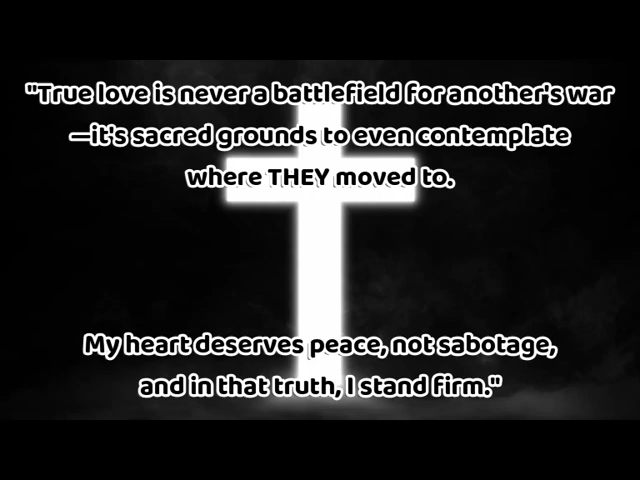 "True love is never a battlefield for another's war
—it's sacred grounds to even contemplate
where THEY moved to.
My heart deserves peace, not sabotage,
and in that truth, I stand firm."